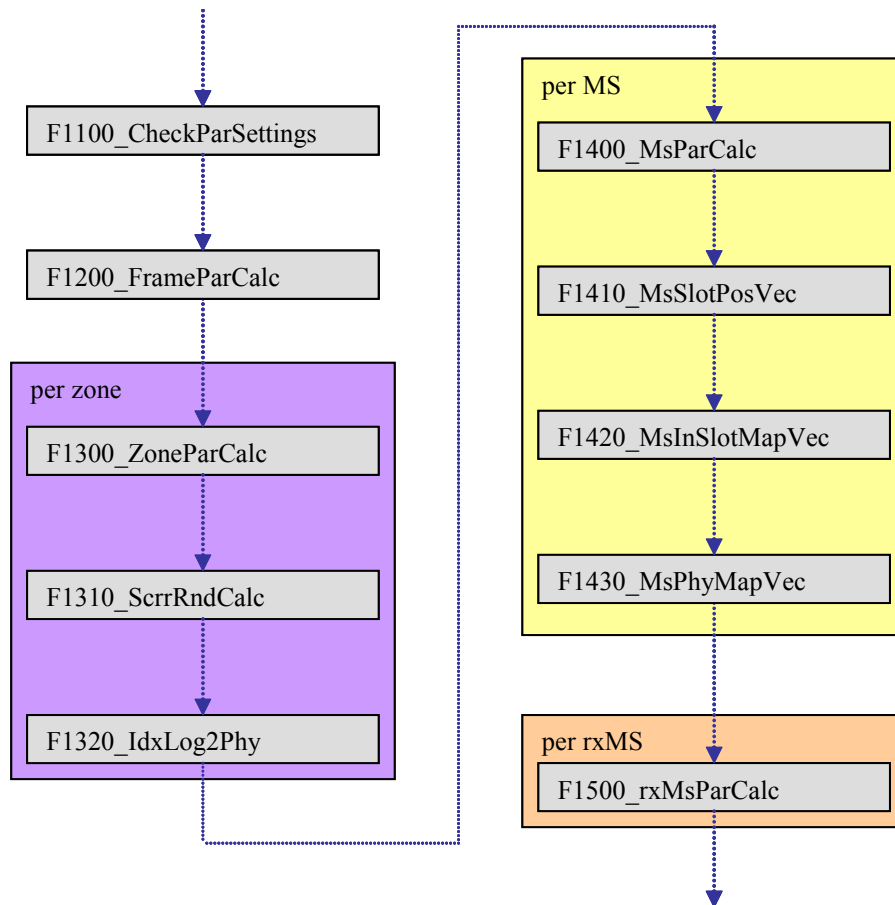 F1100_CheckParSettings
F1200_FrameParCalc
per zone
F1300_ZoneParCalc
F1310_ScrrRndCalc
F1320_IdxLog2Phy
per MS
F1400_MsParCalc
F1410_MsSlotPosVec
F1420_MsInSlotMapVec
F1430_MsPhyMapVec
per rxMS
F1500_rxMsParCalc